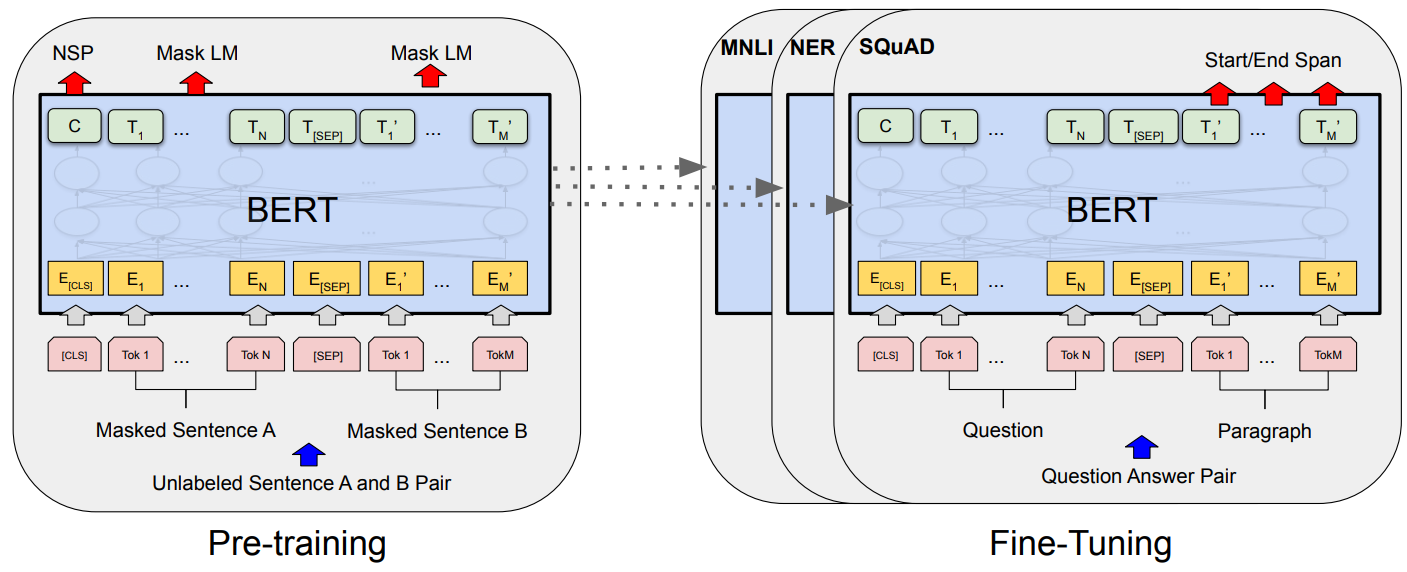 NSP Mask LM Mask LM
C T1 ... TN T[SEP] T1’ ... TM’
...
...
BERT
E[CLS] E1 ... EN E[SEP] E1’ ... EM’
[CLS] Tok 1 ... Tok N [SEP] Tok 1 ... TokM
Masked Sentence A Masked Sentence B
Unlabeled Sentence A and B Pair
Pre-training
MNLI NER SQuAD
Start/End Span
C T1 ... TN T[SEP] T1’ ... TM’
...
...
BERT
E[CLS] E1 ... EN E[SEP] E1’ ... EM’
[CLS] Tok 1 ... Tok N [SEP] Tok 1 ... TokM
Question Paragraph
Question Answer Pair
Fine-Tuning